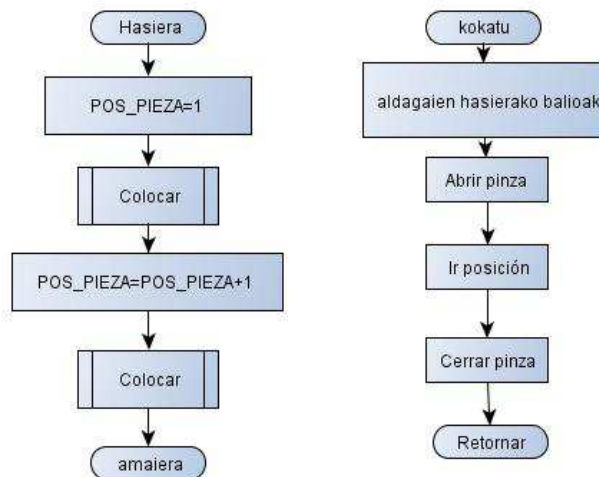 Hasiera
POS_PIEZA=1
Colocar
POS_PIEZA=POS_PIEZA+1
Colocar
amaiera
kokatu
aldagaien hasierako balioak
Abrir pinza
Ir posición
Cerrar pinza
Retornar